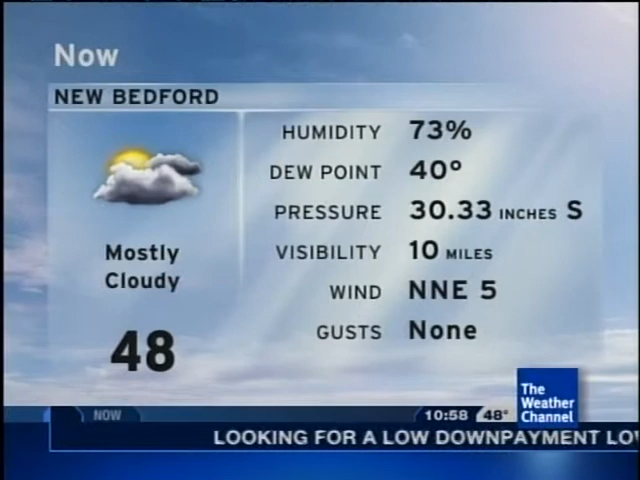 Now
NEW BEDFORD
HUMIDITY 73%
DEW POINT 40°
PRESSURE 30.33 INCHES S
VISIBILITY 10 MILES
WIND NNE 5
GUSTS None
Mostly
Cloudy
48
NOW 10:58 48°
The
Weather
Channel
LOOKING FOR A LOW DOWNPAYMENT